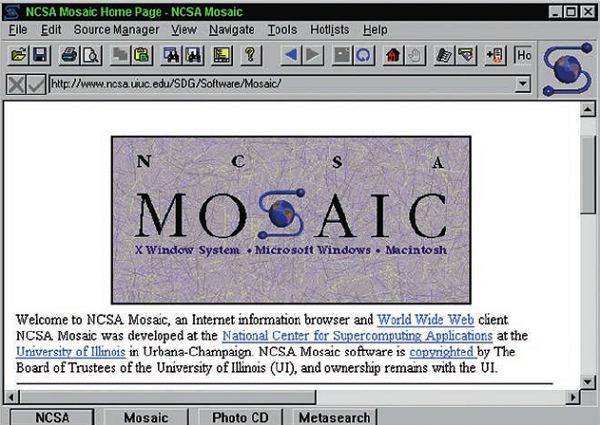 NCSA Mosaic Home Page - NCSA Mosaic
File Edit Source Manager View Navigate Tools Hotlists Help
Ho
http://www.ncsa.uiuc.edu/SDG/Software/Mosaic/
N C S A
MOSAIC
X Window System • Microsoft Windows • Macintosh
Welcome to NCSA Mosaic, an Internet information browser and World Wide Web client
NCSA Mosaic was developed at the National Center for Supercomputing Applications at the
University of Illinois in Urbana-Champaign. NCSA Mosaic software is copyrighted by The
Board of Trustees of the University of Illinois (UI), and ownership remains with the UI.
NCSA Mosaic Photo CD Metasearch